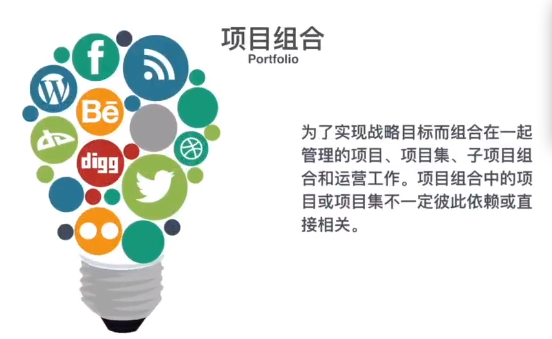 项目组合
Portfolio
f
W
Bē
digg
为了实现战略目标而组合在一起
管理的项目、项目集、子项目组
合和运营工作。项目组合中的项
目或项目集不一定彼此依赖或直
接相关。